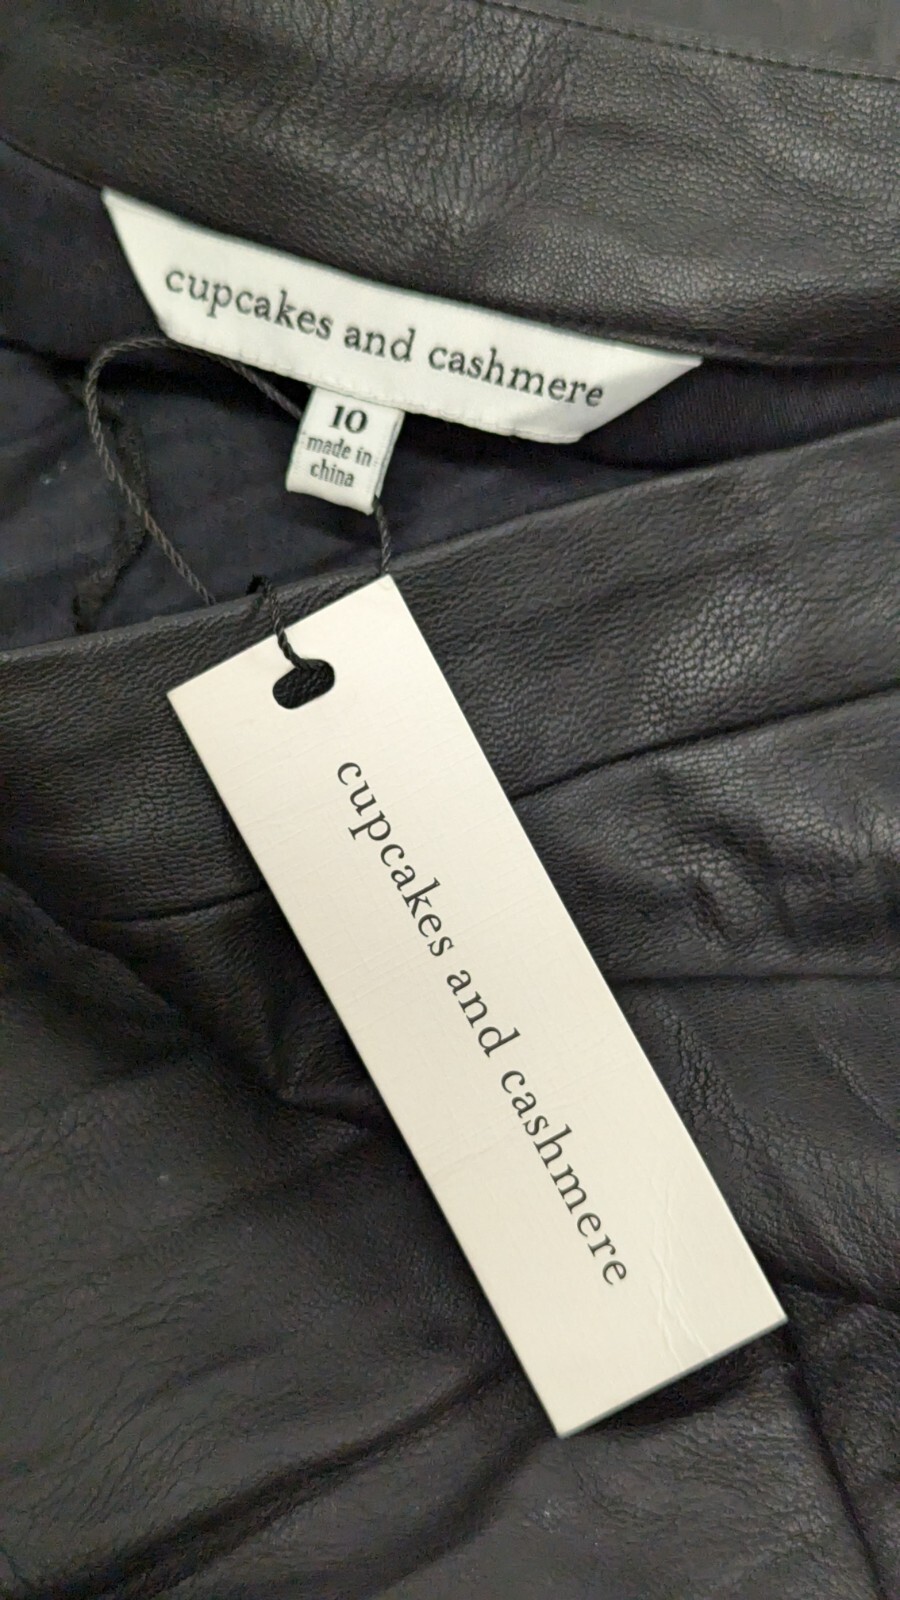 cupcakes and cashmere
10
made in
china
cupcakes and cashmere